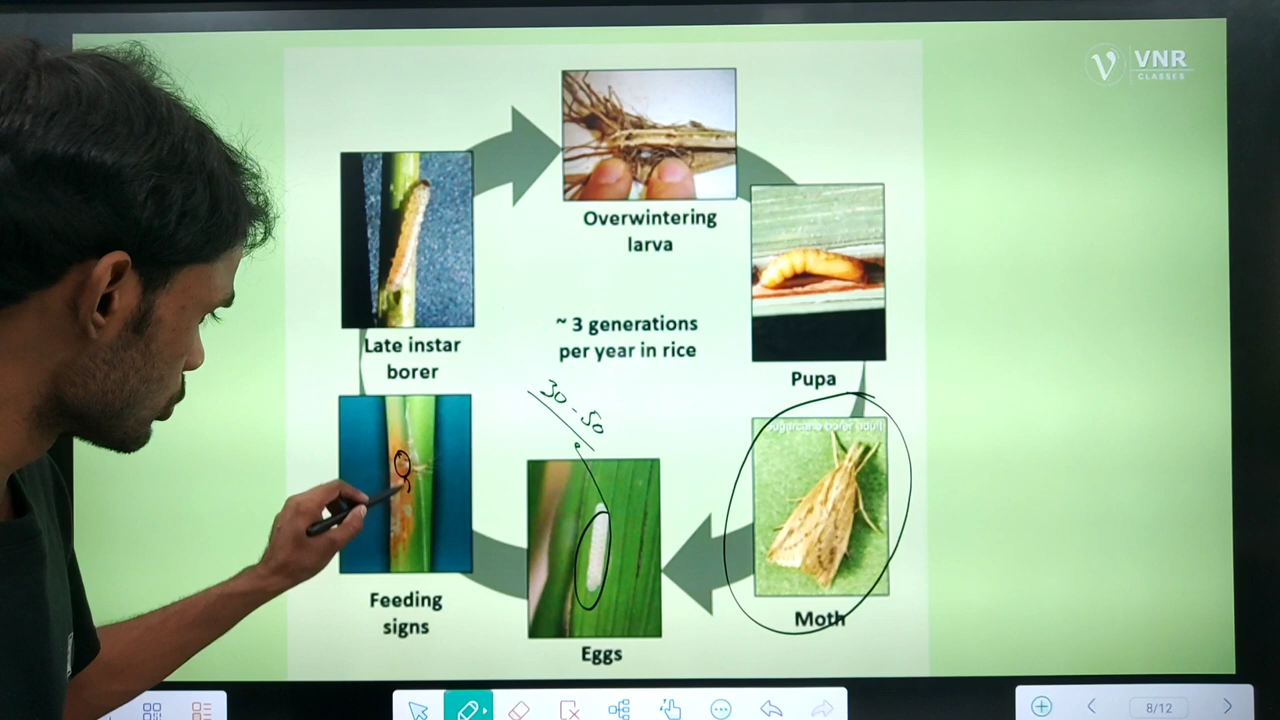 VNR
CLASSES
Overwintering
larva
~ 3 generations
per year in rice
Late instar
borer
Pupa
30-50
sugarcane borer adult
Feeding
signs
Eggs
Moth
8/12